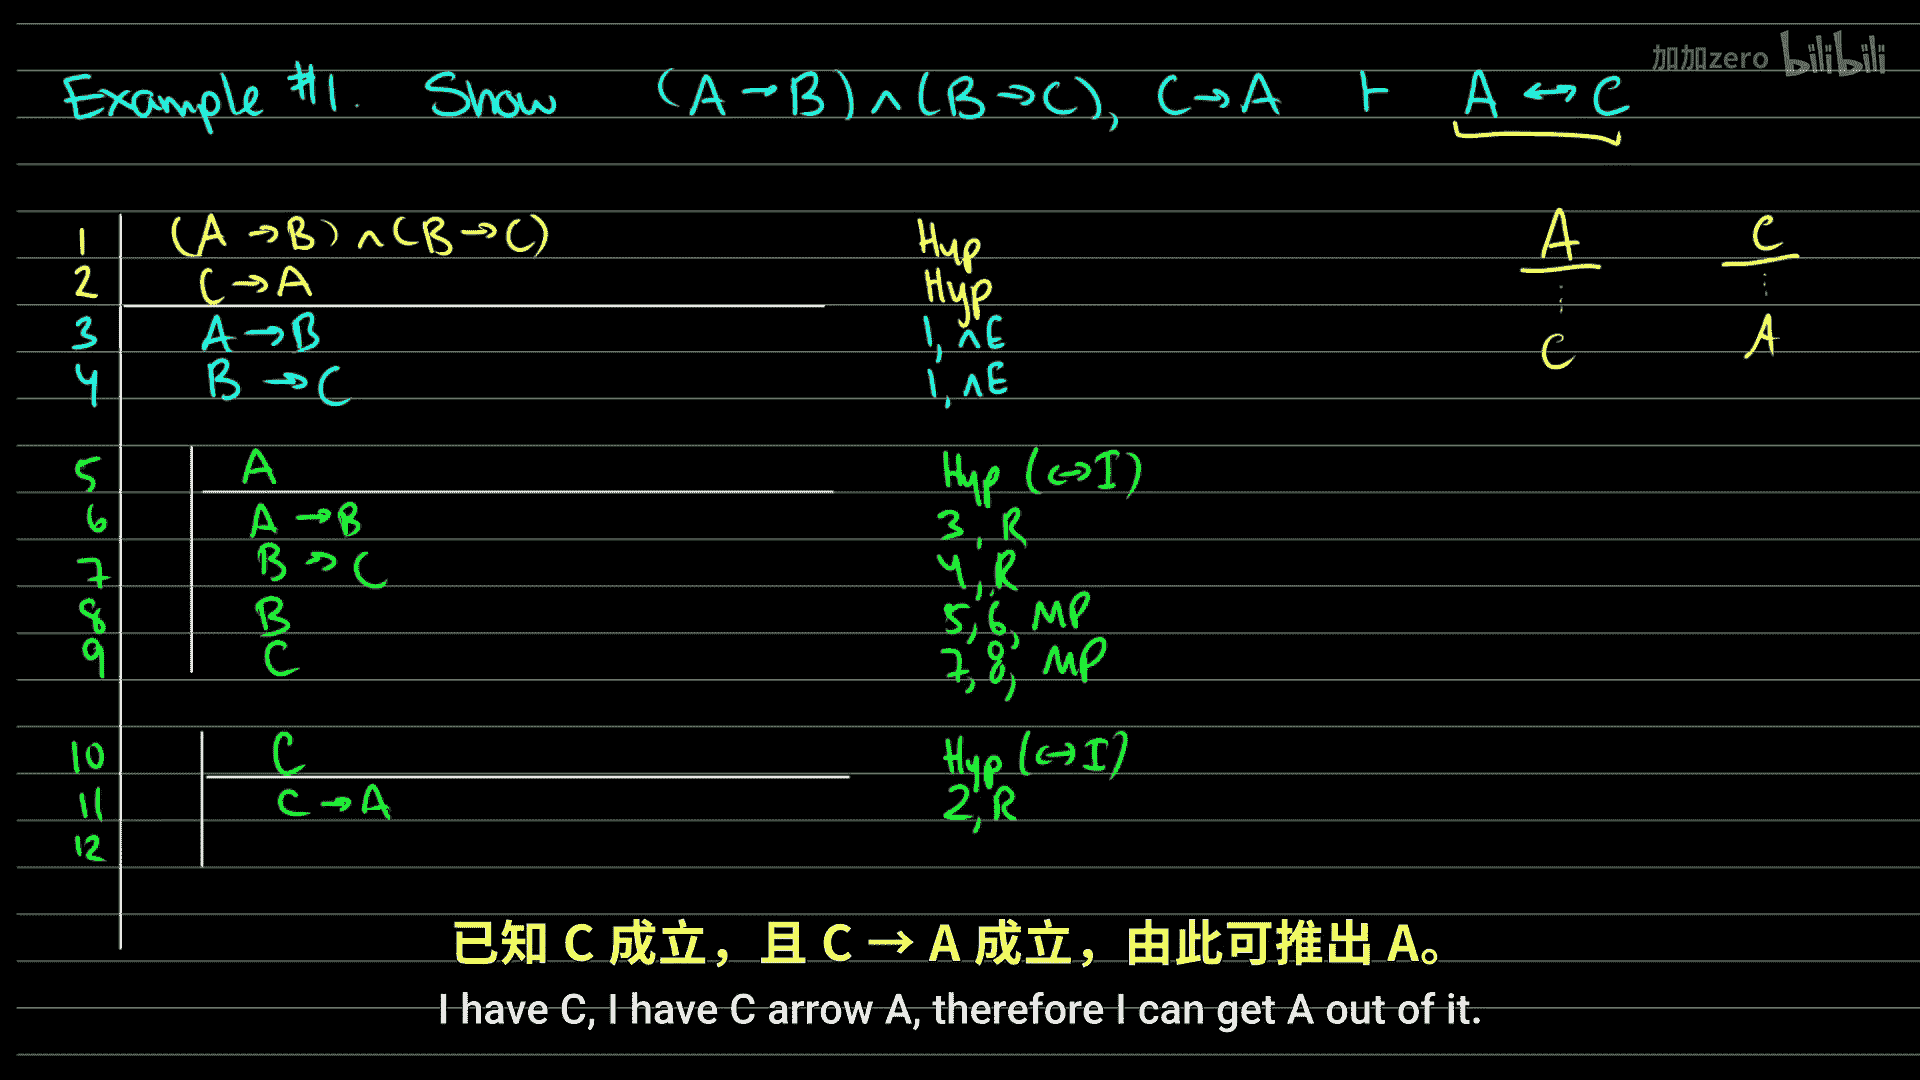 加加zero bilibili
Example #1. Show (A→B)∧(B→C), C→A ⊢ A↔C
1 (A→B)∧(B→C) Hyp
2 C→A Hyp
3 A→B 1, ∧E
4 B→C 1, ∧E
5 A Hyp (↔I)
6 A→B 3, R
7 B→C 4, R
8 B 5, 6, MP
9 C 7, 8, MP
10 C Hyp (↔I)
11 C→A 2, R
12
A C
⋮ ⋮
C A
已知 C 成立，且 C → A 成立，由此可推出 A。
I have C, I have C arrow A, therefore I can get A out of it.